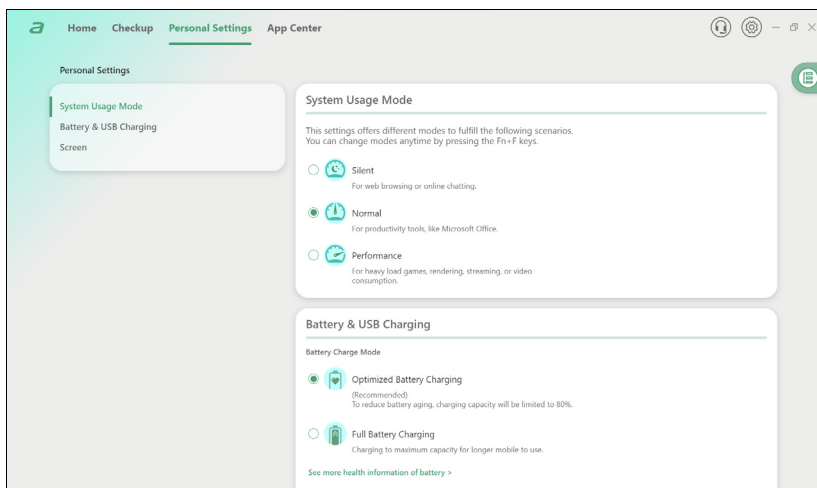 a Home Checkup Personal Settings App Center
Personal Settings
System Usage Mode
Battery & USB Charging
Screen
System Usage Mode
This settings offers different modes to fulfill the following scenarios.
You can change modes anytime by pressing the Fn+F keys.
Silent
For web browsing or online chatting.
Normal
For productivity tools, like Microsoft Office.
Performance
For heavy load games, rendering, streaming, or video
consumption.
Battery & USB Charging
Battery Charge Mode
Optimized Battery Charging
(Recommended)
To reduce battery aging, charging capacity will be limited to 80%.
Full Battery Charging
Charging to maximum capacity for longer mobile to use.
See more health information of battery >